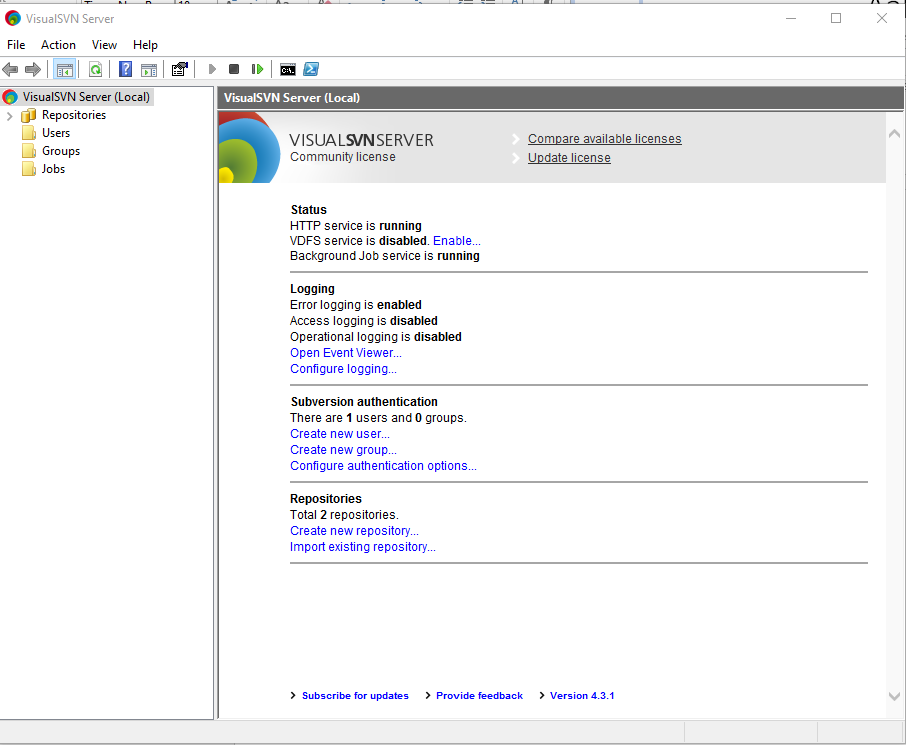 VisualSVN Server
File Action View Help
VisualSVN Server (Local)
Repositories
Users
Groups
Jobs
VisualSVN Server (Local)
VISUALSVNSERVER
Community license
Compare available licenses
Update license
Status
HTTP service is running
VDFS service is disabled. Enable...
Background Job service is running
Logging
Error logging is enabled
Access logging is disabled
Operational logging is disabled
Open Event Viewer...
Configure logging...
Subversion authentication
There are 1 users and 0 groups.
Create new user...
Create new group...
Configure authentication options...
Repositories
Total 2 repositories.
Create new repository...
Import existing repository...
Subscribe for updates Provide feedback Version 4.3.1